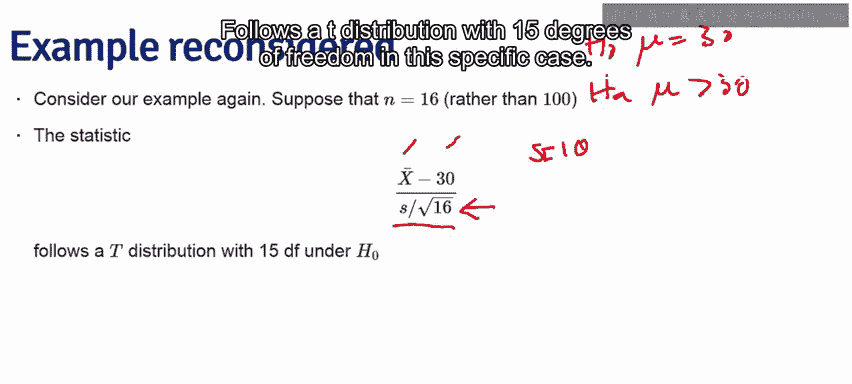 Follows a t distribution with 15 degrees
of freedom in this specific case.
Example reconsidered
H₀ μ = 30
Hₐ μ > 30
· Consider our example again. Suppose that n = 16 (rather than 100)
· The statistic
X̄ − 30
s/√16
follows a T distribution with 15 df under H₀